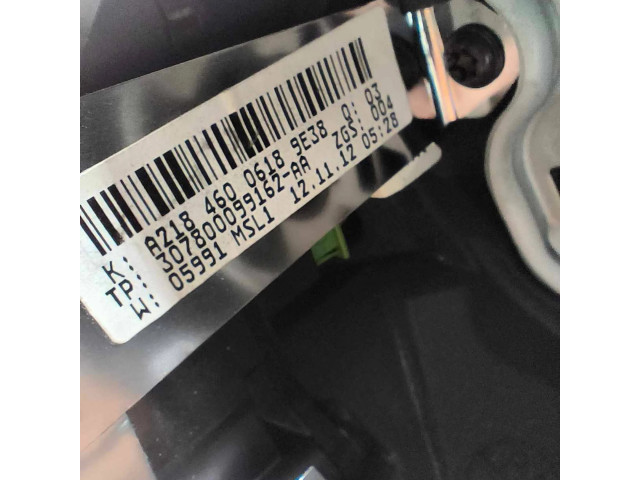 K: A218 460 0618 9E38 Q: 03
TP: 307800099162-AA ZGS: 004
W: 05991 MSL1 12.11.12 05:28